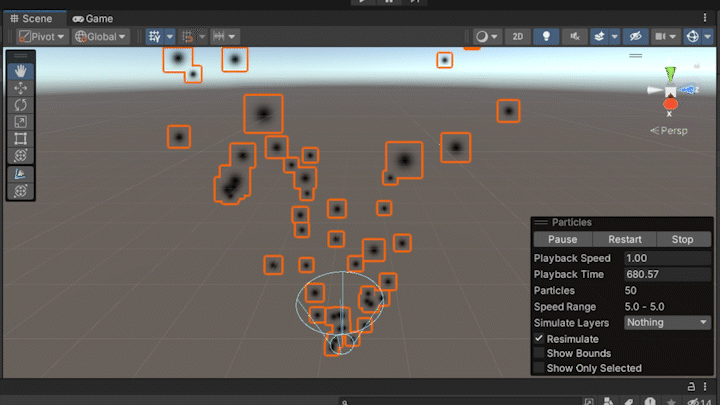 Scene Game
Pivot Global 2D
z
x
Persp
Particles
Pause Restart Stop
Playback Speed 1.00
Playback Time 680.57
Particles 50
Speed Range 5.0 - 5.0
Simulate Layers Nothing
Resimulate
Show Bounds
Show Only Selected
14